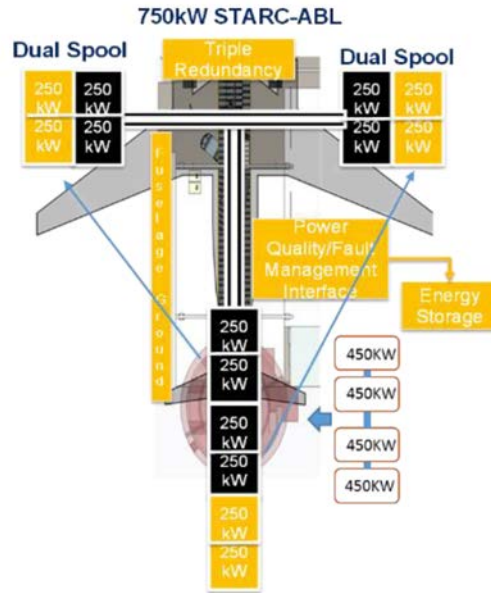 750kW STARC-ABL
Dual Spool
Triple
Redundancy
Dual Spool
250
kW
250
kW
250
kW
250
kW
250
kW
250
kW
250
kW
250
kW
Fuselage Ground
Power
Quality/Fault
Management
Interface
Energy
Storage
250
kW
250
kW
250
kW
250
kW
250
kW
250
kW
450KW
450KW
450KW
450KW